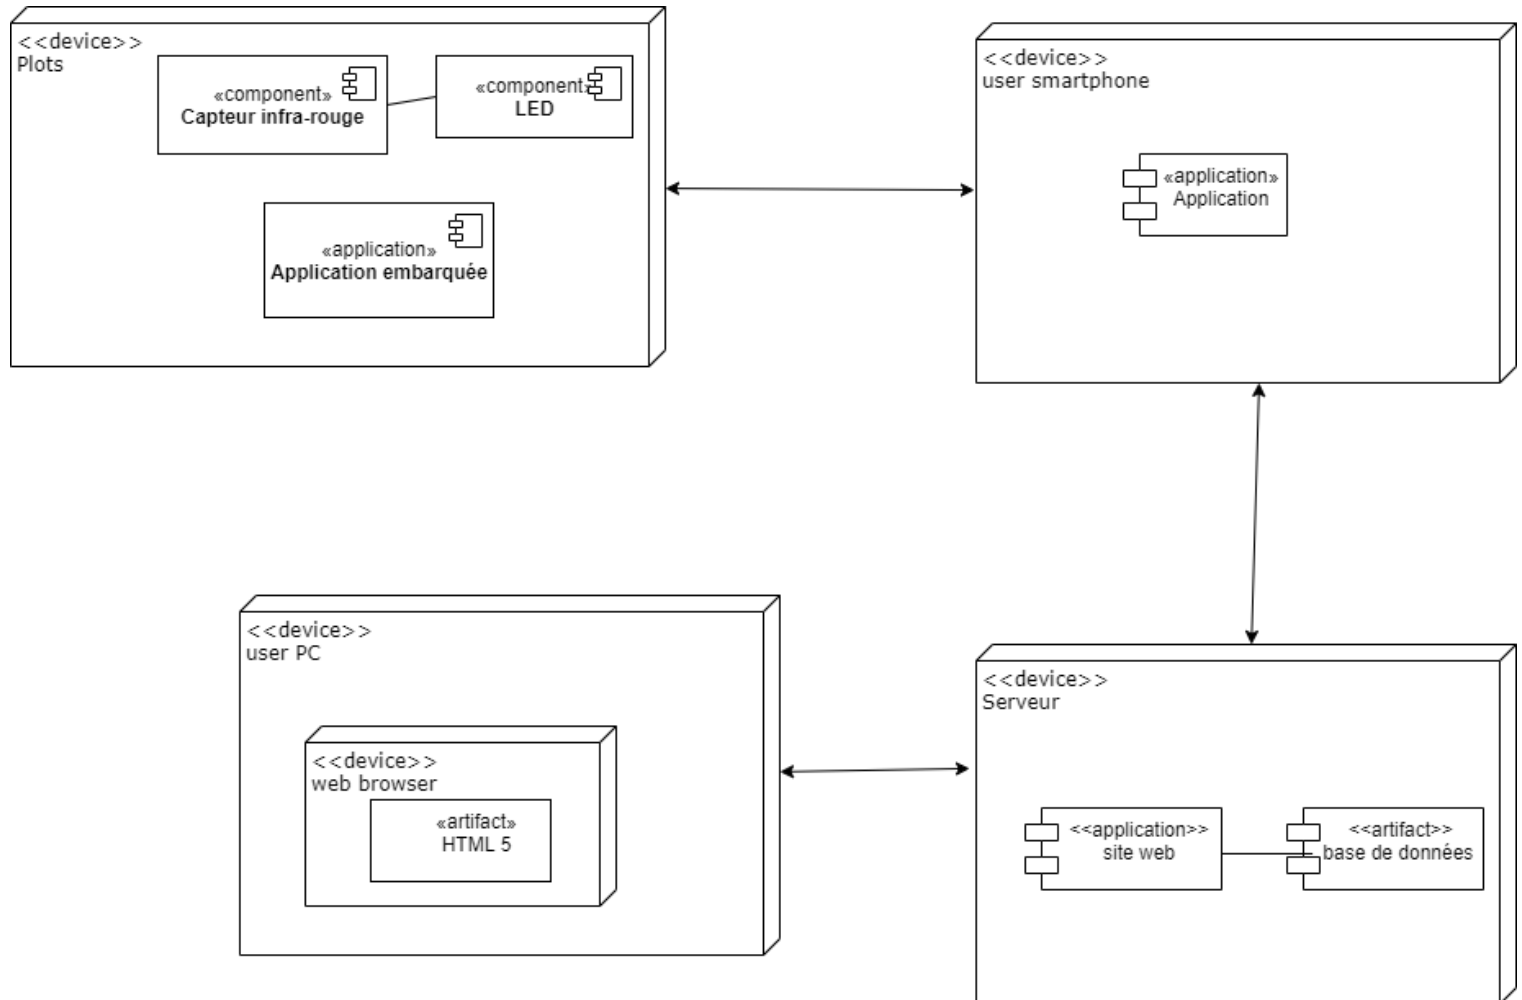 <<device>>
Plots
«component»
Capteur infra-rouge
«component»
LED
«application»
Application embarquée
<<device>>
user smartphone
«application»
Application
<<device>>
user PC
<<device>>
web browser
«artifact»
HTML 5
<<device>>
Serveur
<<application>>
site web
<<artifact>>
base de données